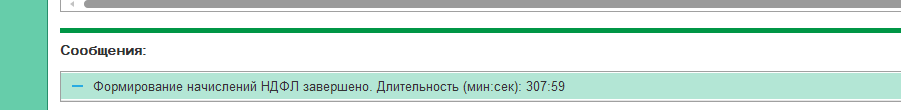 Сообщения:
Формирование начислений НДФЛ завершено. Длительность (мин:сек): 307:59